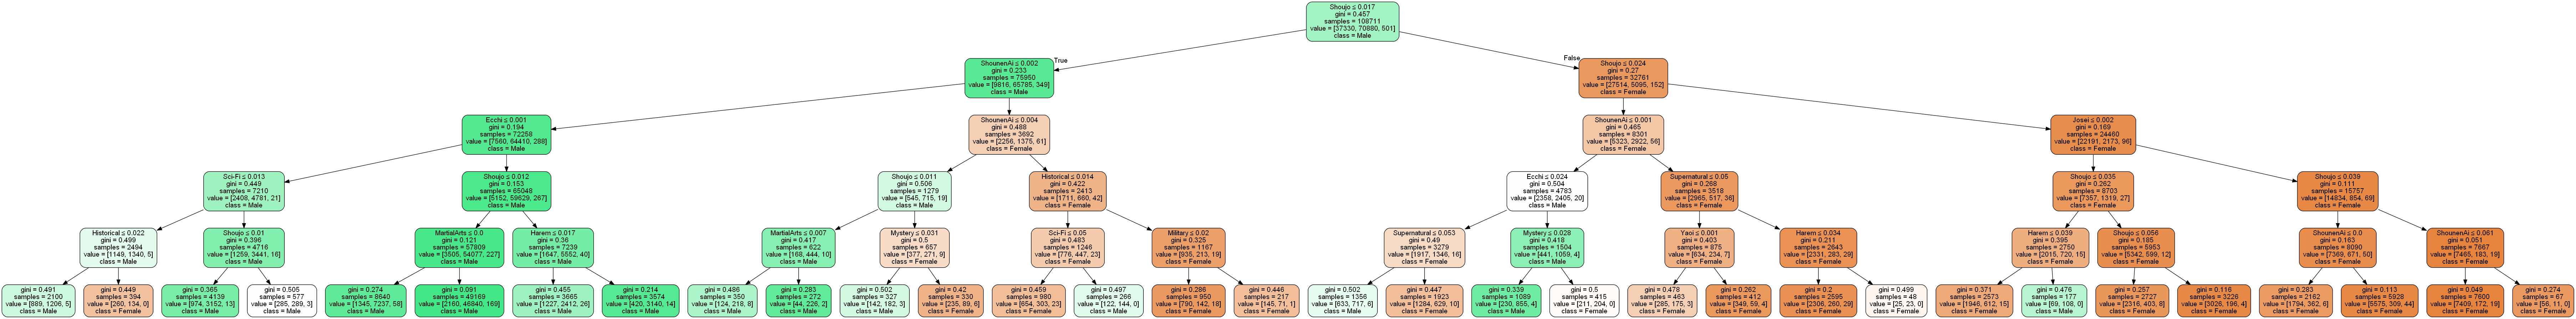 Shoujo ≤ 0.017
gini = 0.457
samples = 108711
value = [37330, 70880, 501]
class = Male
True
False
ShounenAi ≤ 0.002
gini = 0.233
samples = 75950
value = [9816, 65785, 349]
class = Male
Shoujo ≤ 0.024
gini = 0.27
samples = 32761
value = [27514, 5095, 152]
class = Female
Ecchi ≤ 0.001
gini = 0.194
samples = 72258
value = [7560, 64410, 288]
class = Male
ShounenAi ≤ 0.004
gini = 0.488
samples = 3692
value = [2256, 1375, 61]
class = Female
ShounenAi ≤ 0.001
gini = 0.465
samples = 8301
value = [5323, 2922, 56]
class = Female
Josei ≤ 0.002
gini = 0.169
samples = 24460
value = [22191, 2173, 96]
class = Female
Sci-Fi ≤ 0.013
gini = 0.449
samples = 7210
value = [2408, 4781, 21]
class = Male
Shoujo ≤ 0.012
gini = 0.153
samples = 65048
value = [5152, 59629, 267]
class = Male
Shoujo ≤ 0.011
gini = 0.506
samples = 1279
value = [545, 715, 19]
class = Male
Historical ≤ 0.014
gini = 0.422
samples = 2413
value = [1711, 660, 42]
class = Female
Ecchi ≤ 0.024
gini = 0.504
samples = 4783
value = [2358, 2405, 20]
class = Male
Supernatural ≤ 0.05
gini = 0.268
samples = 3518
value = [2965, 517, 36]
class = Female
Shoujo ≤ 0.035
gini = 0.262
samples = 8703
value = [7357, 1319, 27]
class = Female
Shoujo ≤ 0.039
gini = 0.111
samples = 15757
value = [14834, 854, 69]
class = Female
Historical ≤ 0.022
gini = 0.499
samples = 2494
value = [1149, 1340, 5]
class = Male
Shoujo ≤ 0.01
gini = 0.396
samples = 4716
value = [1259, 3441, 16]
class = Male
MartialArts ≤ 0.0
gini = 0.121
samples = 57809
value = [3505, 54077, 227]
class = Male
Harem ≤ 0.017
gini = 0.36
samples = 7239
value = [1647, 5552, 40]
class = Male
MartialArts ≤ 0.007
gini = 0.417
samples = 622
value = [168, 444, 10]
class = Male
Mystery ≤ 0.031
gini = 0.5
samples = 657
value = [377, 271, 9]
class = Female
Sci-Fi ≤ 0.05
gini = 0.483
samples = 1246
value = [776, 447, 23]
class = Female
Military ≤ 0.02
gini = 0.325
samples = 1167
value = [935, 213, 19]
class = Female
Supernatural ≤ 0.053
gini = 0.49
samples = 3279
value = [1917, 1346, 16]
class = Female
Mystery ≤ 0.028
gini = 0.418
samples = 1504
value = [441, 1059, 4]
class = Male
Yaoi ≤ 0.001
gini = 0.403
samples = 875
value = [634, 234, 7]
class = Female
Harem ≤ 0.034
gini = 0.211
samples = 2643
value = [2331, 283, 29]
class = Female
Harem ≤ 0.039
gini = 0.395
samples = 2750
value = [2015, 720, 15]
class = Female
Shoujo ≤ 0.056
gini = 0.185
samples = 5953
value = [5342, 599, 12]
class = Female
ShounenAi ≤ 0.0
gini = 0.163
samples = 8090
value = [7369, 671, 50]
class = Female
ShounenAi ≤ 0.061
gini = 0.051
samples = 7667
value = [7465, 183, 19]
class = Female
gini = 0.491
samples = 2100
value = [889, 1206, 5]
class = Male
gini = 0.449
samples = 394
value = [260, 134, 0]
class = Female
gini = 0.365
samples = 4139
value = [974, 3152, 13]
class = Male
gini = 0.505
samples = 577
value = [285, 289, 3]
class = Male
gini = 0.274
samples = 8640
value = [1345, 7237, 58]
class = Male
gini = 0.091
samples = 49169
value = [2160, 46840, 169]
class = Male
gini = 0.455
samples = 3665
value = [1227, 2412, 26]
class = Male
gini = 0.214
samples = 3574
value = [420, 3140, 14]
class = Male
gini = 0.486
samples = 350
value = [124, 218, 8]
class = Male
gini = 0.283
samples = 272
value = [44, 226, 2]
class = Male
gini = 0.502
samples = 327
value = [142, 182, 3]
class = Male
gini = 0.42
samples = 330
value = [235, 89, 6]
class = Female
gini = 0.459
samples = 980
value = [654, 303, 23]
class = Female
gini = 0.497
samples = 266
value = [122, 144, 0]
class = Male
gini = 0.286
samples = 950
value = [790, 142, 18]
class = Female
gini = 0.446
samples = 217
value = [145, 71, 1]
class = Female
gini = 0.502
samples = 1356
value = [633, 717, 6]
class = Male
gini = 0.447
samples = 1923
value = [1284, 629, 10]
class = Female
gini = 0.339
samples = 1089
value = [230, 855, 4]
class = Male
gini = 0.5
samples = 415
value = [211, 204, 0]
class = Female
gini = 0.478
samples = 463
value = [285, 175, 3]
class = Female
gini = 0.262
samples = 412
value = [349, 59, 4]
class = Female
gini = 0.2
samples = 2595
value = [2306, 260, 29]
class = Female
gini = 0.499
samples = 48
value = [25, 23, 0]
class = Female
gini = 0.371
samples = 2573
value = [1946, 612, 15]
class = Female
gini = 0.476
samples = 177
value = [69, 108, 0]
class = Male
gini = 0.257
samples = 2727
value = [2316, 403, 8]
class = Female
gini = 0.116
samples = 3226
value = [3026, 196, 4]
class = Female
gini = 0.283
samples = 2162
value = [1794, 362, 6]
class = Female
gini = 0.113
samples = 5928
value = [5575, 309, 44]
class = Female
gini = 0.049
samples = 7600
value = [7409, 172, 19]
class = Female
gini = 0.274
samples = 67
value = [56, 11, 0]
class = Female